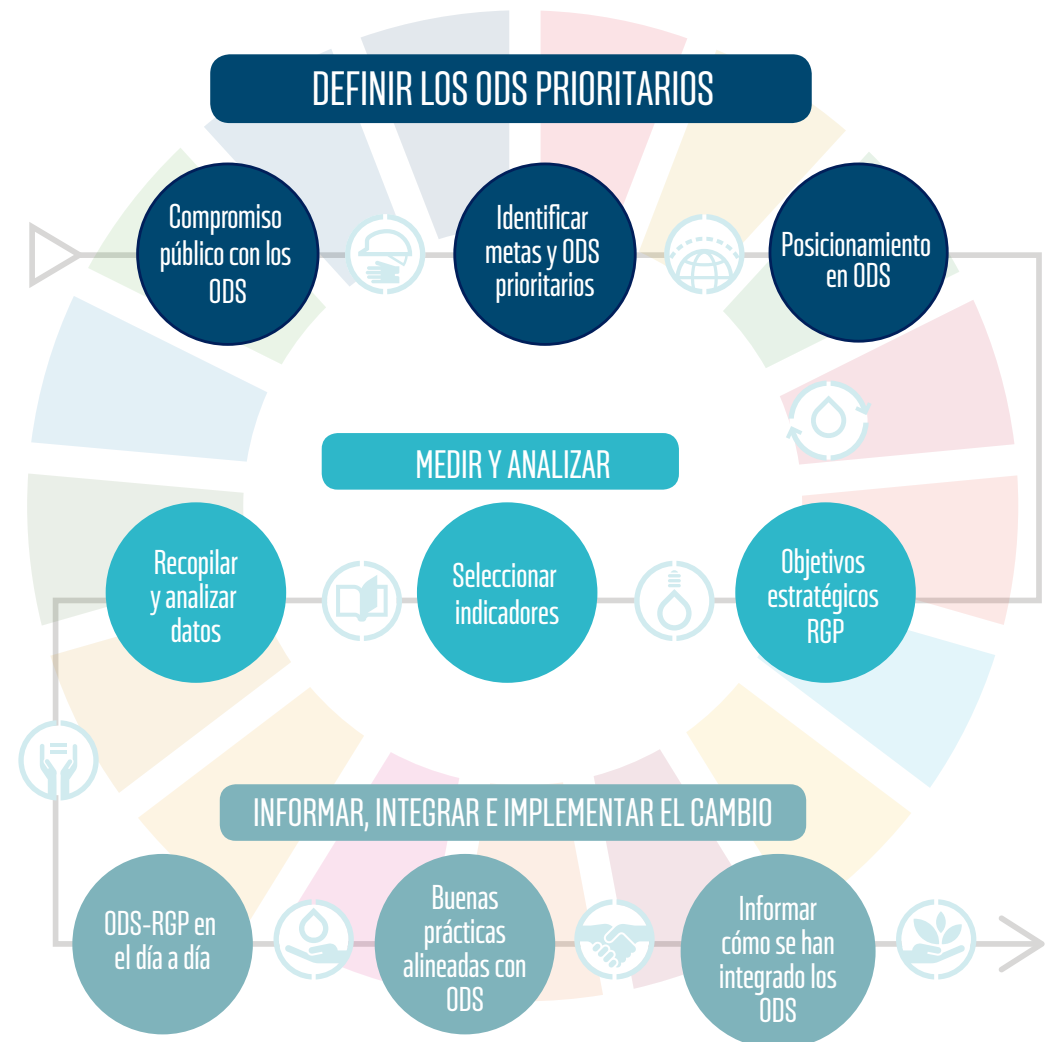 DEFINIR LOS ODS PRIORITARIOS
Compromiso
público con los
ODS
Identificar
metas y ODS
prioritarios
Posicionamiento
en ODS
MEDIR Y ANALIZAR
Recopilar
y analizar
datos
Seleccionar
indicadores
Objetivos
estratégicos
RGP
INFORMAR, INTEGRAR E IMPLEMENTAR EL CAMBIO
ODS-RGP en
el día a día
Buenas
prácticas
alineadas con
ODS
Informar
cómo se han
integrado los
ODS